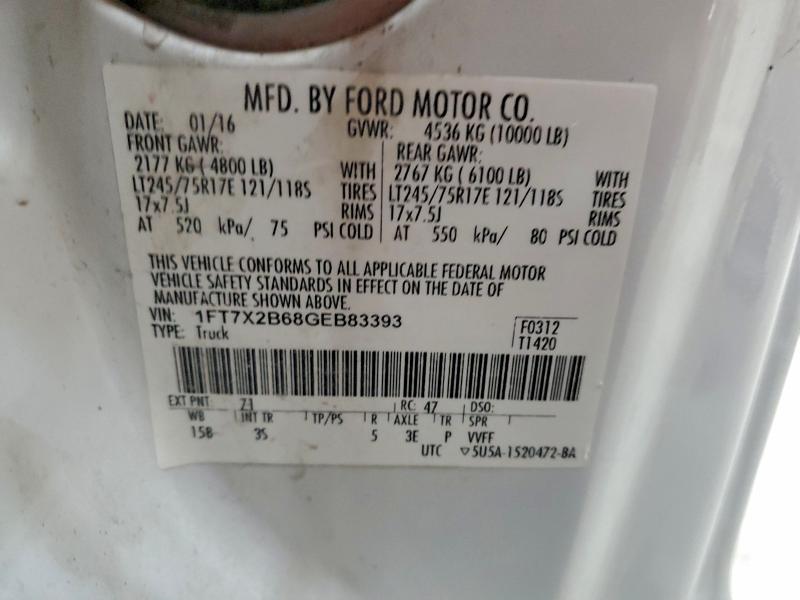 MFD. BY FORD MOTOR CO.
DATE: 01/16 GVWR: 4536 KG (10000 LB)
FRONT GAWR: REAR GAWR:
2177 KG ( 4800 LB) WITH 2767 KG ( 6100 LB) WITH
LT245/75R17E 121/118S TIRES LT245/75R17E 121/118S TIRES
17x7.5J RIMS 17x7.5J RIMS
AT 520 kPa/ 75 PSI COLD AT 550 kPa/ 80 PSI COLD
THIS VEHICLE CONFORMS TO ALL APPLICABLE FEDERAL MOTOR
VEHICLE SAFETY STANDARDS IN EFFECT ON THE DATE OF
MANUFACTURE SHOWN ABOVE.
VIN: 1FT7X2B68GEB83393 F0312
TYPE: Truck T1420
EXT PNT: Z1 RC: 47 DSO:
WB INT TR TP/PS R AXLE TR SPR
158 3S 5 3E P VVFF
UTC ▽5U5A-1520472-BA